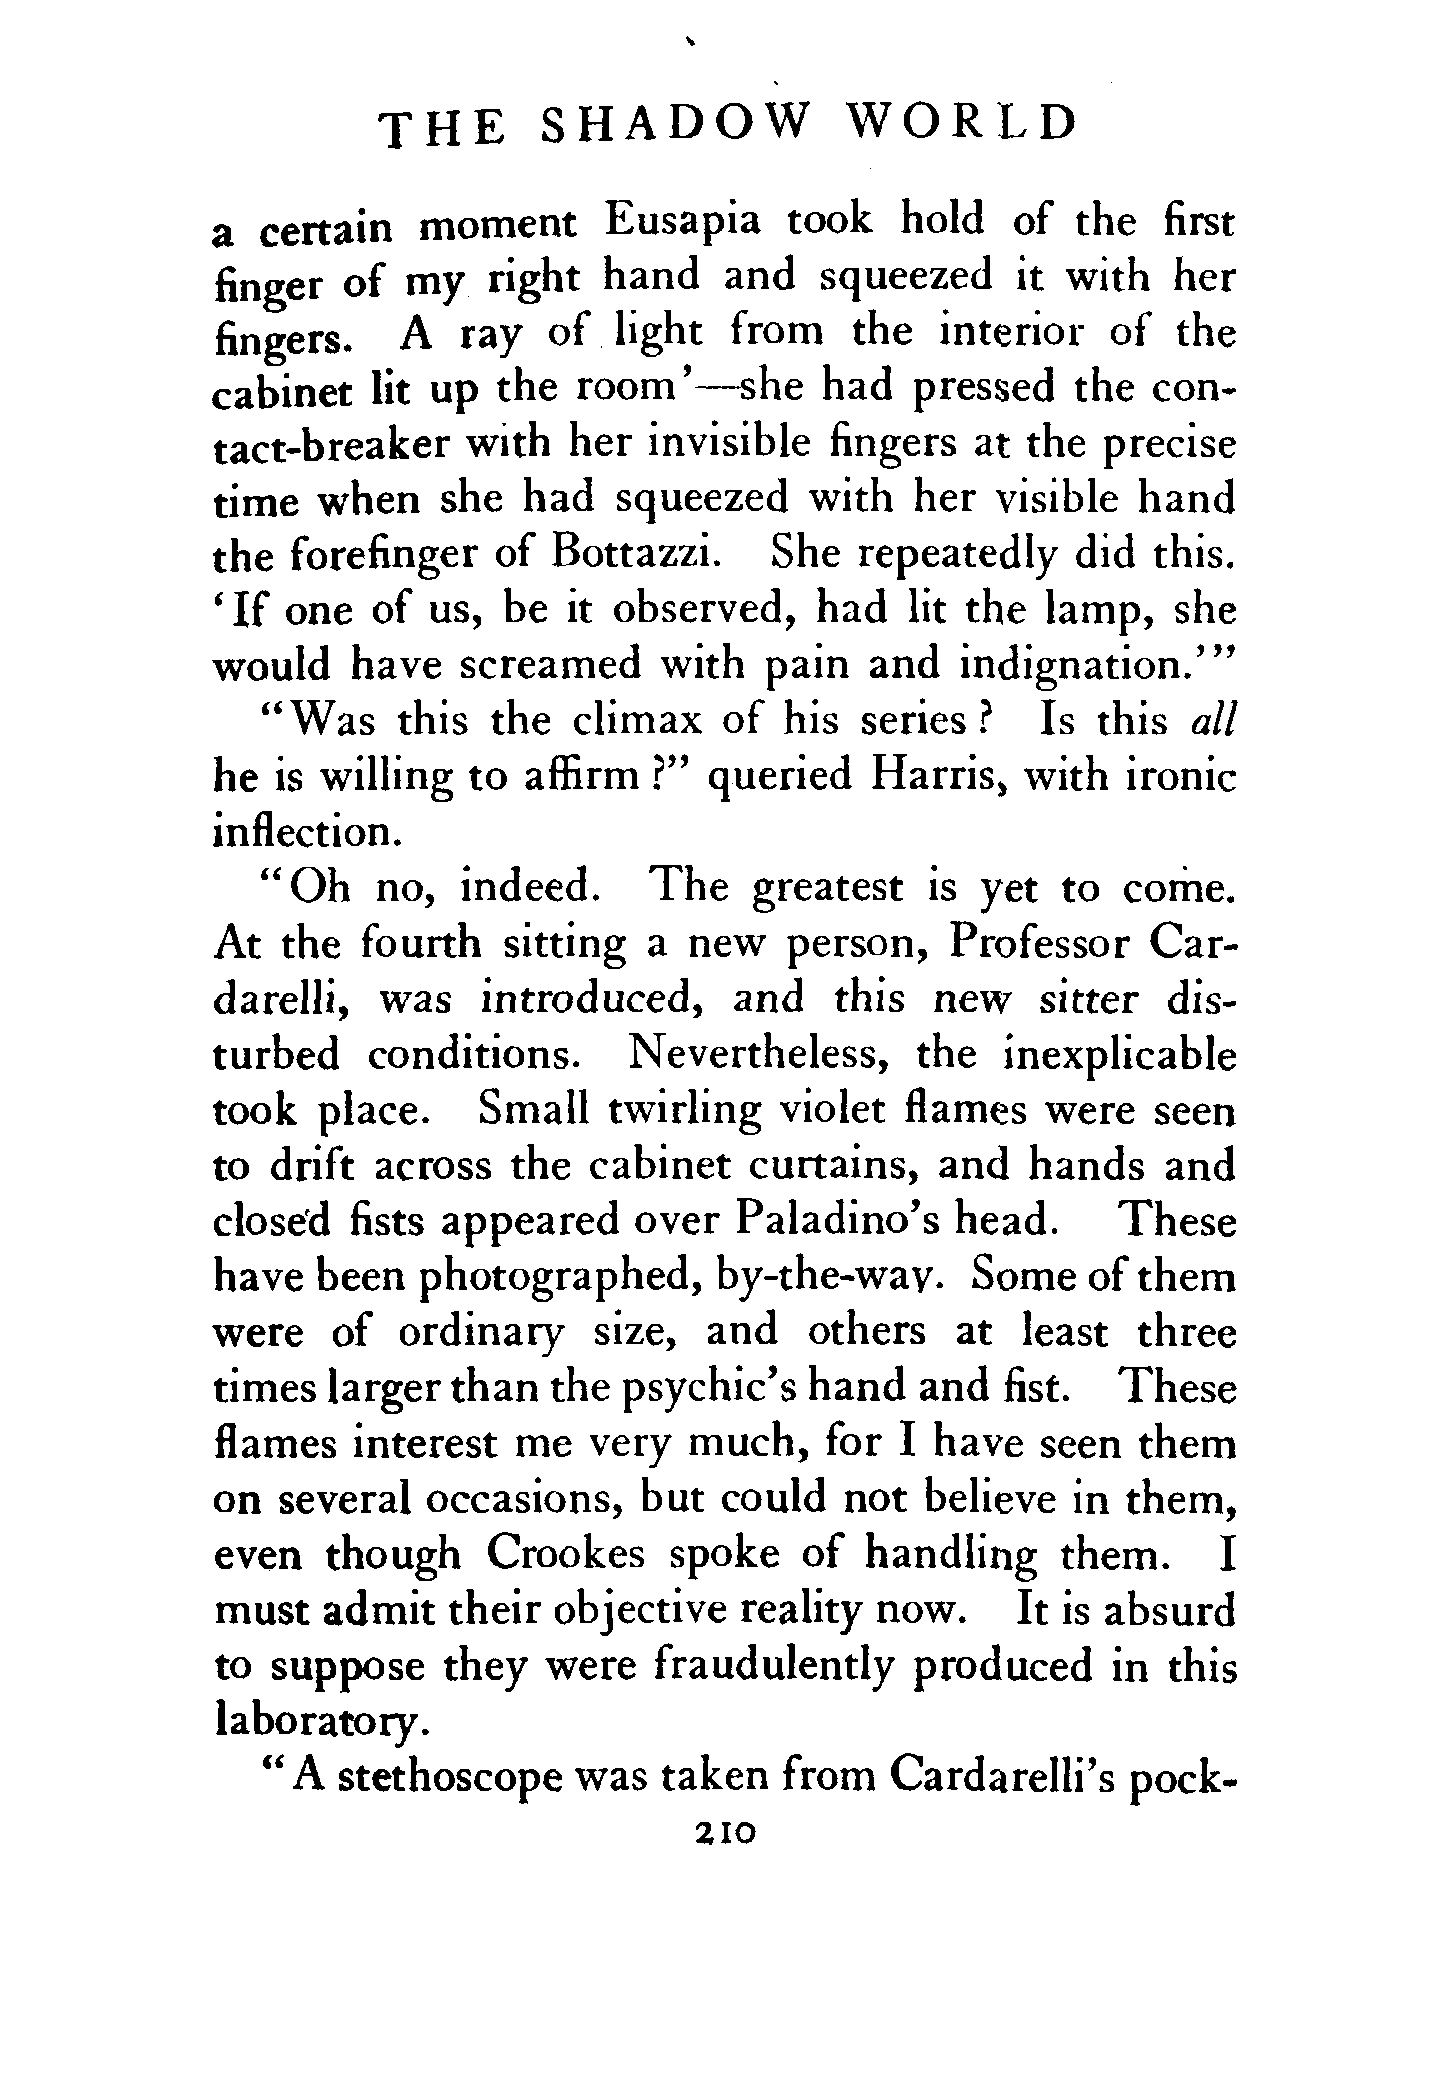 THE SHADOW WORLD
a certain moment Eusapia took hold of the first
finger of my right hand and squeezed it with her
fingers. A ray of light from the interior of the
cabinet lit up the room’—she had pressed the con-
tact-breaker with her invisible fingers at the precise
time when she had squeezed with her visible hand
the forefinger of Bottazzi. She repeatedly did this.
‘If one of us, be it observed, had lit the lamp, she
would have screamed with pain and indignation.’”
“Was this the climax of his series? Is this all
he is willing to affirm?” queried Harris, with ironic
inflection.
“Oh no, indeed. The greatest is yet to come.
At the fourth sitting a new person, Professor Car-
darelli, was introduced, and this new sitter dis-
turbed conditions. Nevertheless, the inexplicable
took place. Small twirling violet flames were seen
to drift across the cabinet curtains, and hands and
closed fists appeared over Paladino’s head. These
have been photographed, by-the-way. Some of them
were of ordinary size, and others at least three
times larger than the psychic’s hand and fist. These
flames interest me very much, for I have seen them
on several occasions, but could not believe in them,
even though Crookes spoke of handling them. I
must admit their objective reality now. It is absurd
to suppose they were fraudulently produced in this
laboratory.
“A stethoscope was taken from Cardarelli’s pock-
210